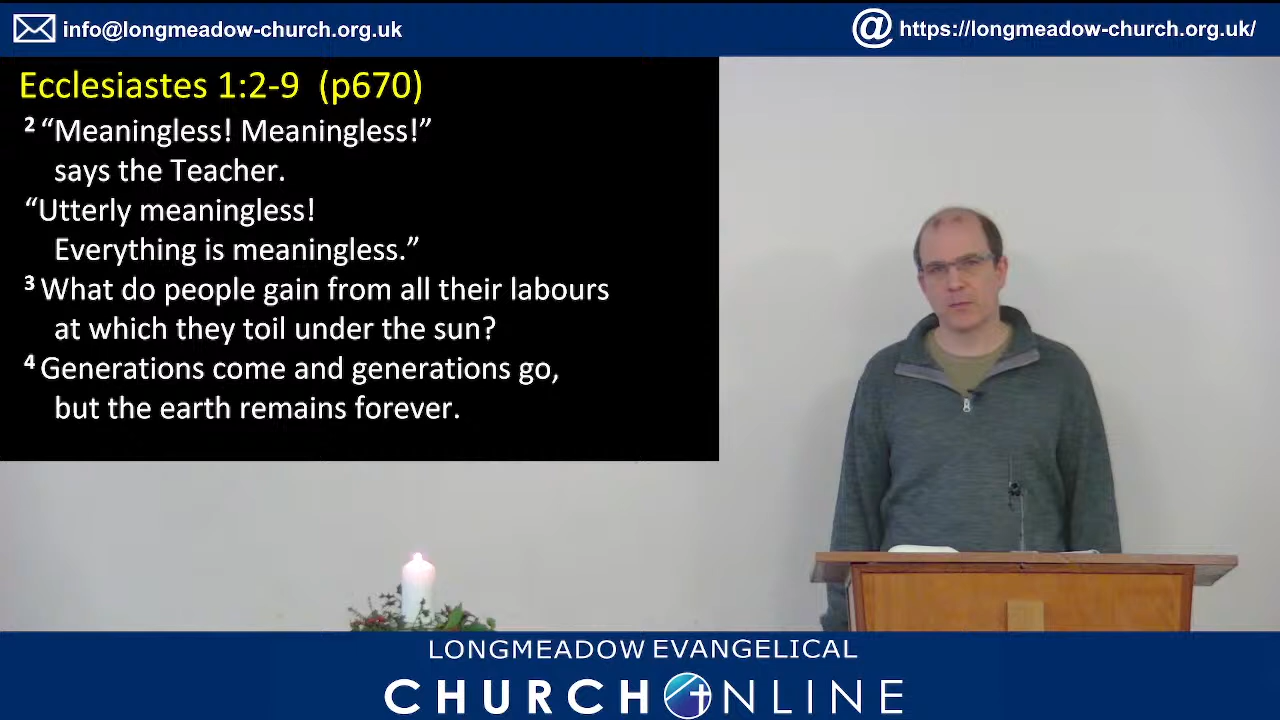 info@longmeadow-church.org.uk
https://longmeadow-church.org.uk/
Ecclesiastes 1:2-9 (p670)
2 “Meaningless! Meaningless!”
says the Teacher.
“Utterly meaningless!
Everything is meaningless.”
3 What do people gain from all their labours
at which they toil under the sun?
4 Generations come and generations go,
but the earth remains forever.
LONGMEADOW EVANGELICAL
CHURCH ONLINE